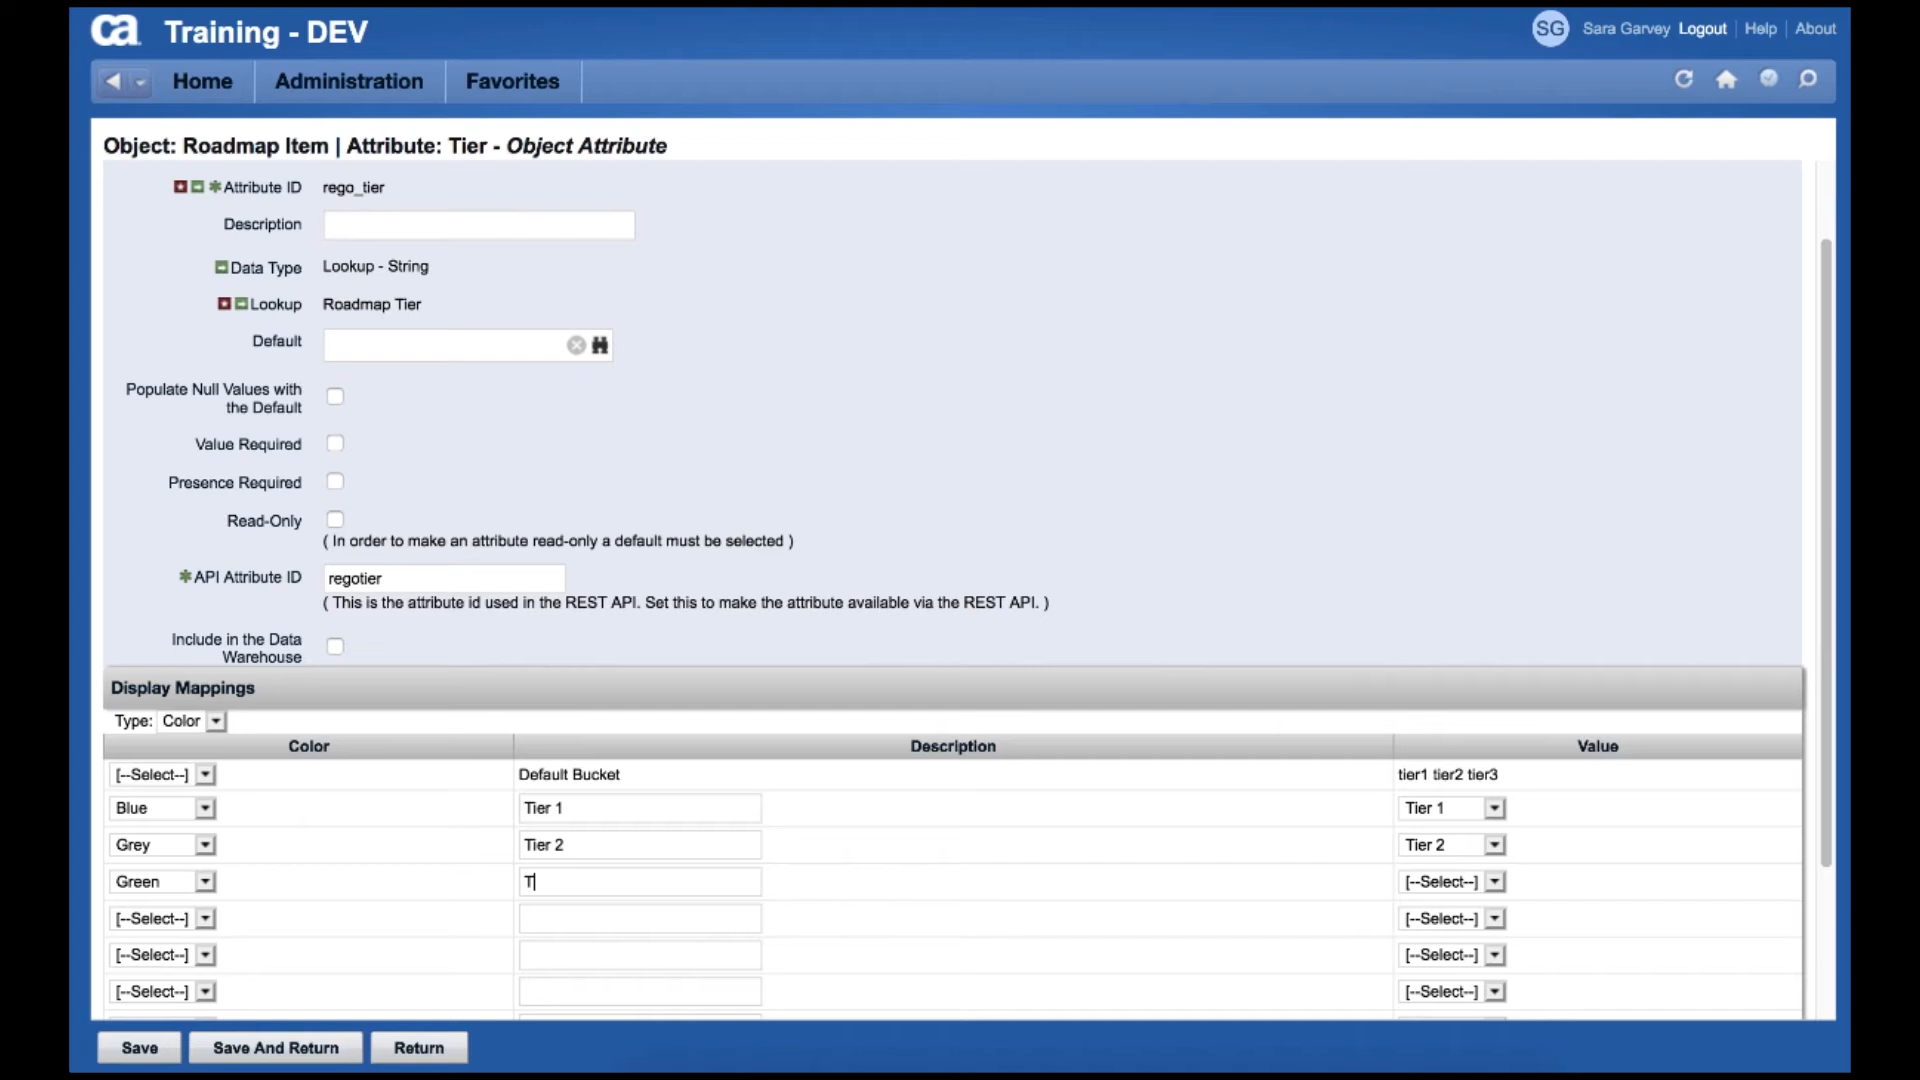 ca Training - DEV
SG Sara Garvey Logout Help About
Home Administration Favorites
Object: Roadmap Item | Attribute: Tier - Object Attribute
Attribute ID rego_tier
Description
Data Type Lookup - String
Lookup Roadmap Tier
Default
Populate Null Values with
the Default
Value Required
Presence Required
Read-Only
( In order to make an attribute read-only a default must be selected )
API Attribute ID regotier
( This is the attribute id used in the REST API. Set this to make the attribute available via the REST API. )
Include in the Data
Warehouse
Display Mappings
Type: Color
Color Description Value
[--Select--] Default Bucket tier1 tier2 tier3
Blue Tier 1 Tier 1
Grey Tier 2 Tier 2
Green T [--Select--]
[--Select--] [--Select--]
[--Select--] [--Select--]
[--Select--] [--Select--]
Save Save And Return Return